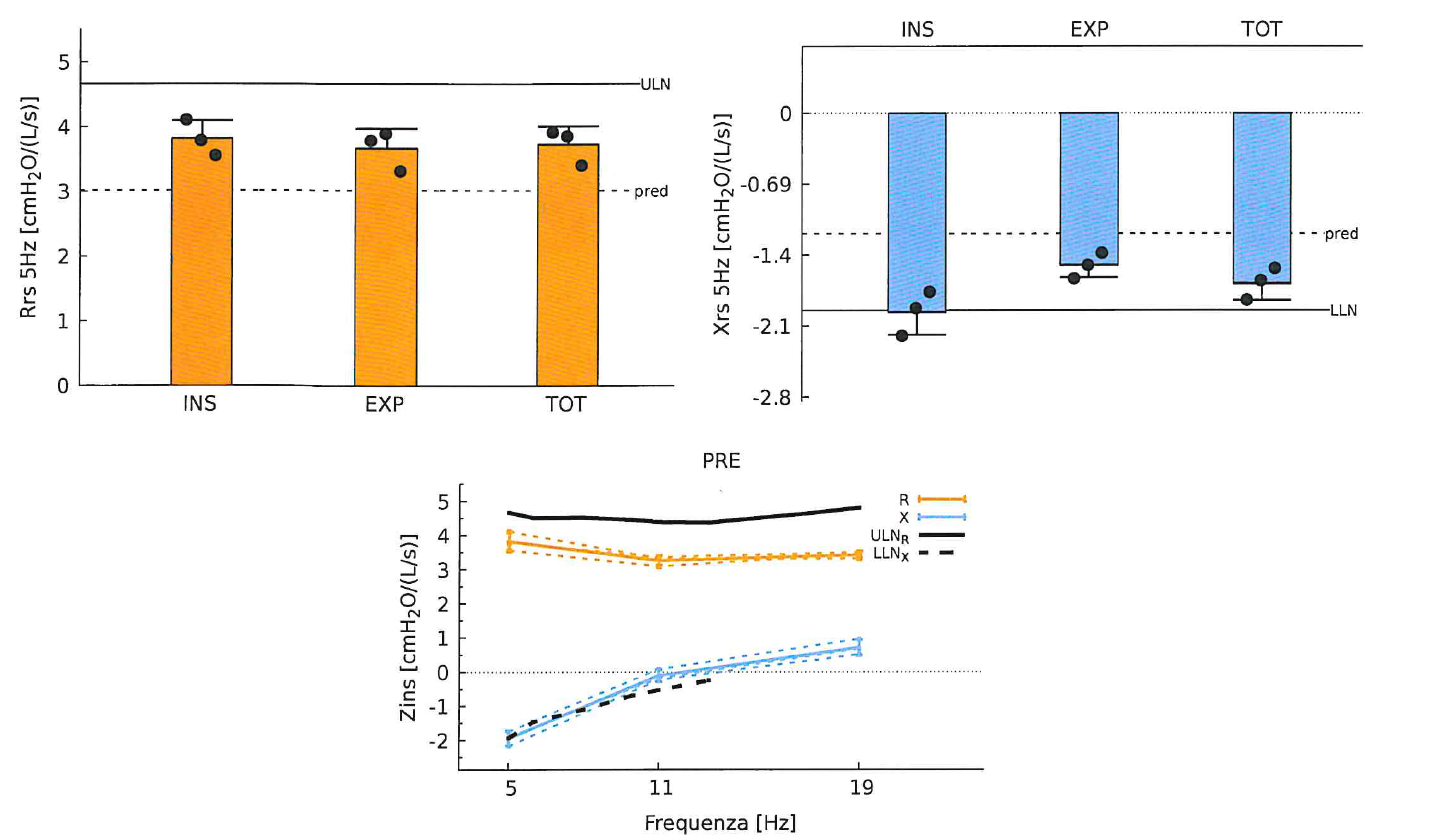 Rrs 5Hz [cmH2O/(L/s)]
5
4
3
2
1
0
ULN
pred
INS EXP TOT
INS EXP TOT
Xrs 5Hz [cmH2O/(L/s)]
0
-0.69
-1.4
-2.1
-2.8
pred
LLN
PRE
Zins [cmH2O/(L/s)]
5
4
3
2
1
0
-1
-2
R
X
ULNR
LLNX
5 11 19
Frequenza [Hz]